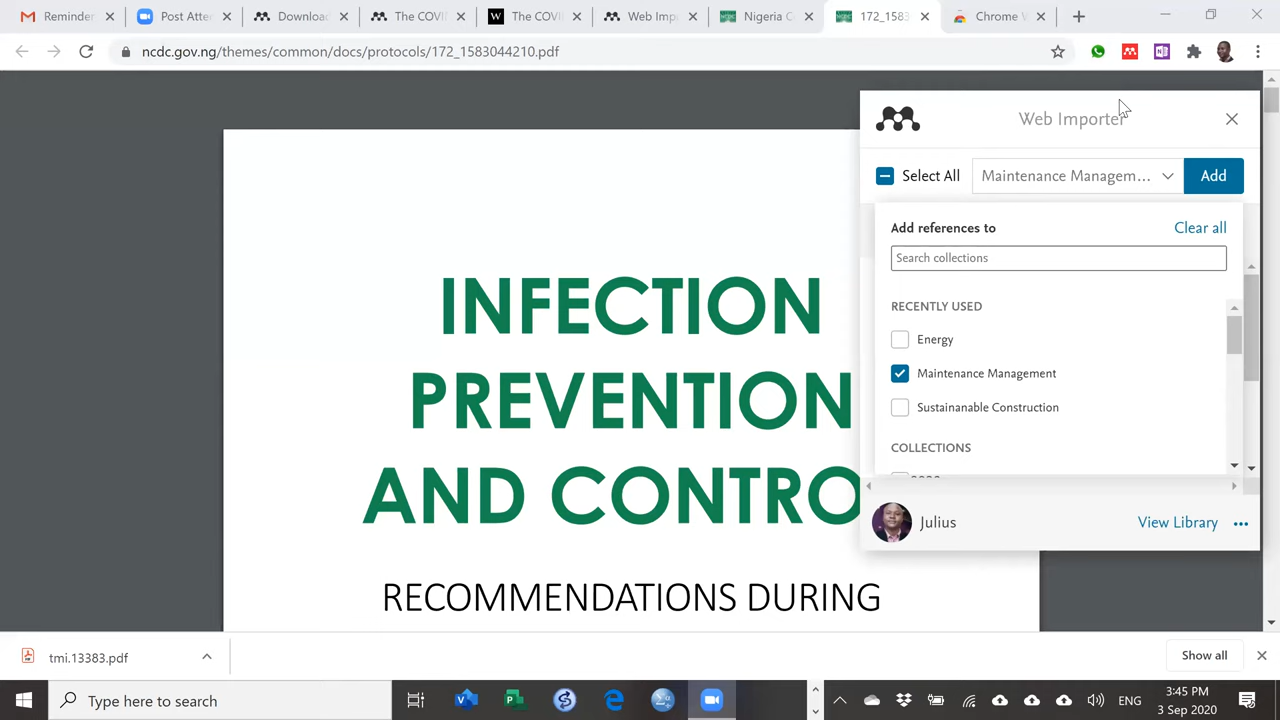 Reminder
Post Atte
Download
The COVI
The COVI
Web Imp
Nigeria C
172_1583
Chrome W
ncdc.gov.ng/themes/common/docs/protocols/172_1583044210.pdf
Web Importer
Select All
Maintenance Managem...
Add
Add references to
Clear all
Search collections
RECENTLY USED
Energy
Maintenance Management
Sustainanable Construction
COLLECTIONS
Julius
View Library
INFECTION
PREVENTION
AND CONTRO
RECOMMENDATIONS DURING
tmi.13383.pdf
Show all
Type here to search
ENG
3:45 PM
3 Sep 2020